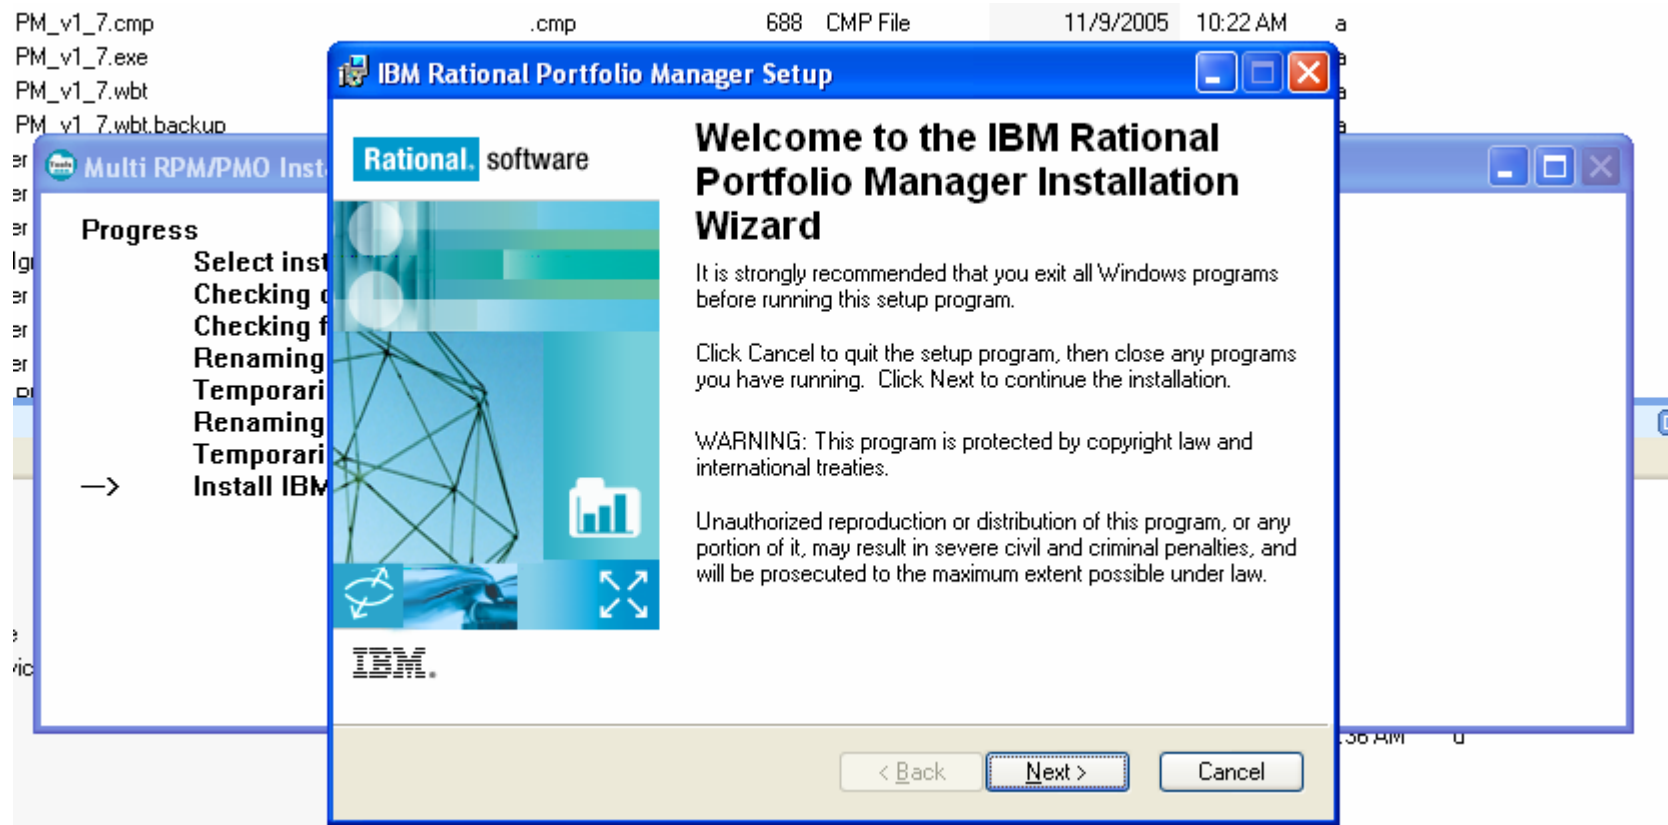 PM_v1_7.cmp .cmp 688 CMP File 11/9/2005 10:22 AM a
PM_v1_7.exe
PM_v1_7.wbt
PM_v1_7.wbt.backup
IBM Rational Portfolio Manager Setup
Multi RPM/PMO Inst
Progress
Select inst
Checking
Checking f
Renaming
Temporari
Renaming
Temporari
—> Install IBM
Rational. software
IBM.
Welcome to the IBM Rational
Portfolio Manager Installation
Wizard
It is strongly recommended that you exit all Windows programs
before running this setup program.
Click Cancel to quit the setup program, then close any programs
you have running. Click Next to continue the installation.
WARNING: This program is protected by copyright law and
international treaties.
Unauthorized reproduction or distribution of this program, or any
portion of it, may result in severe civil and criminal penalties, and
will be prosecuted to the maximum extent possible under law.
< Back Next > Cancel